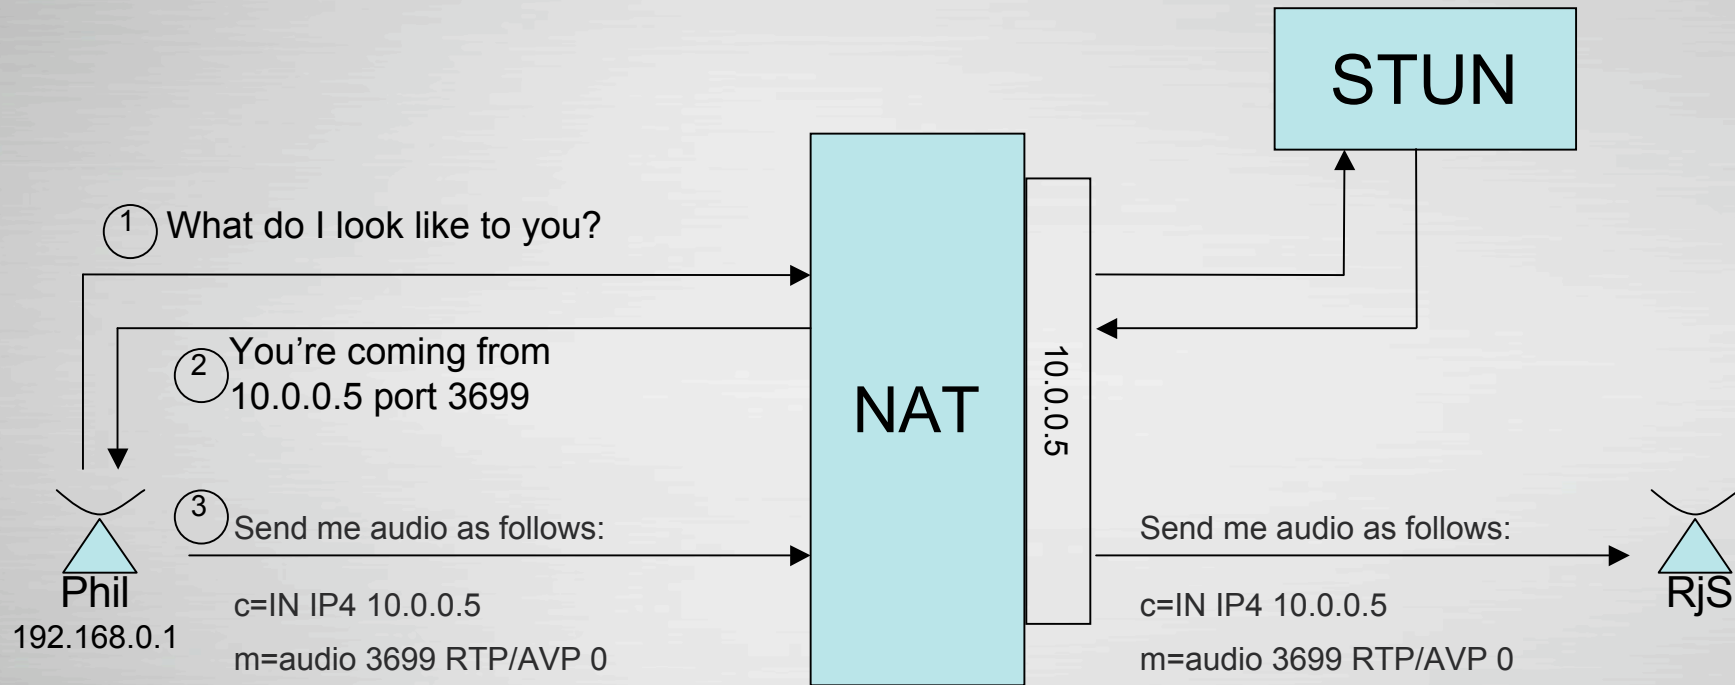 STUN
1 What do I look like to you?
2 You're coming from
10.0.0.5 port 3699
NAT
10.0.0.5
3 Send me audio as follows:
c=IN IP4 10.0.0.5
m=audio 3699 RTP/AVP 0
Send me audio as follows:
c=IN IP4 10.0.0.5
m=audio 3699 RTP/AVP 0
Phil
192.168.0.1
RjS